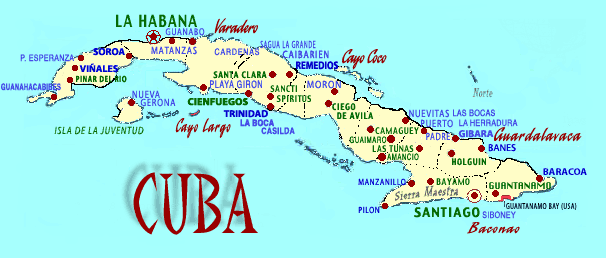 LA HABANA
Varadero
GUANABO
MATANZAS
SOROA
P. ESPERANZA
VIÑALES
PINAR DEL RIO
GUANAHACABIBES
CARDENAS
SAGUA LA GRANDE
CAIBARIEN
REMEDIOS
Cayo Coco
SANTA CLARA
PLAYA GIRON
SANCTI
SPIRITOS
MORON
CIENFUEGOS
NUEVA
GERONA
ISLA DE LA JUVENTUD
Cayo Largo
TRINIDAD
LA BOCA
CASILDA
CIEGO
DE AVILA
Norte
NUEVITAS
LAS BOCAS
PUERTO
PADRE
LA HERRADURA
GIBARA
Guardalavaca
CAMAGUEY
GUAIMARO
LAS TUNAS
AMANCIO
BANES
HOLGUIN
BARACOA
MANZANILLO
BAYAMO
GUANTANAMO
Sierra Maestra
GUANTANAMO BAY (USA)
PILON
SANTIAGO
SIBONEY
Baconao
CUBA